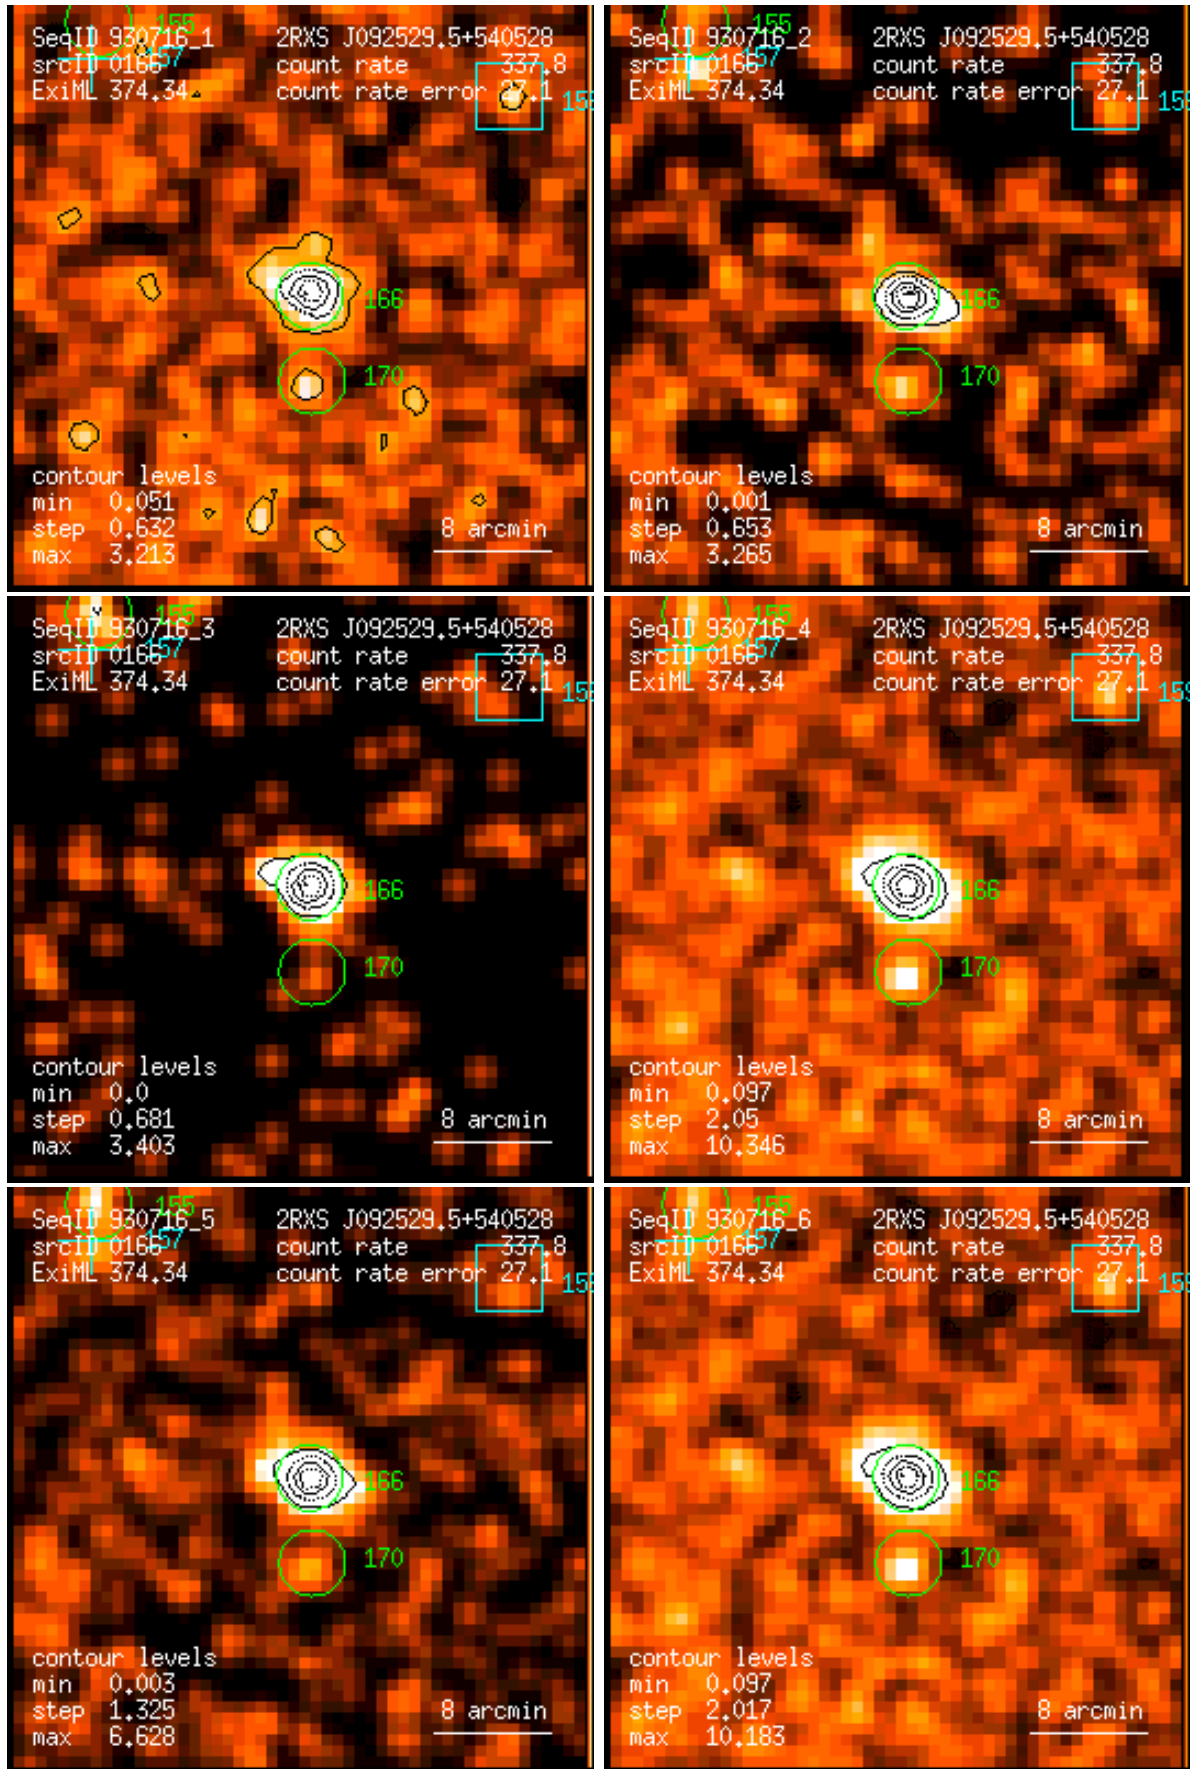 155
SeqID 930716_1 2RXS J092529.5+540528
157
srcID 0166 count rate 337.8
ExiML 374.34 count rate error 27.1
159
166
170
contour levels
min 0.051
step 0.632 8 arcmin
max 3.213
155
SeqID 930716_2 2RXS J092529.5+540528
157
srcID 0166 count rate 337.8
ExiML 374.34 count rate error 27.1
159
166
170
contour levels
min 0.001
step 0.653 8 arcmin
max 3.265
155
SeqID 930716_3 2RXS J092529.5+540528
157
srcID 0166 count rate 337.8
ExiML 374.34 count rate error 27.1
159
166
170
contour levels
min 0.0
step 0.681 8 arcmin
max 3.403
155
SeqID 930716_4 2RXS J092529.5+540528
157
srcID 0166 count rate 337.8
ExiML 374.34 count rate error 27.1
159
166
170
contour levels
min 0.097
step 2.05 8 arcmin
max 10.346
155
SeqID 930716_5 2RXS J092529.5+540528
157
srcID 0166 count rate 337.8
ExiML 374.34 count rate error 27.1
159
166
170
contour levels
min 0.003
step 1.325 8 arcmin
max 6.628
155
SeqID 930716_6 2RXS J092529.5+540528
157
srcID 0166 count rate 337.8
ExiML 374.34 count rate error 27.1
159
166
170
contour levels
min 0.097
step 2.017 8 arcmin
max 10.183